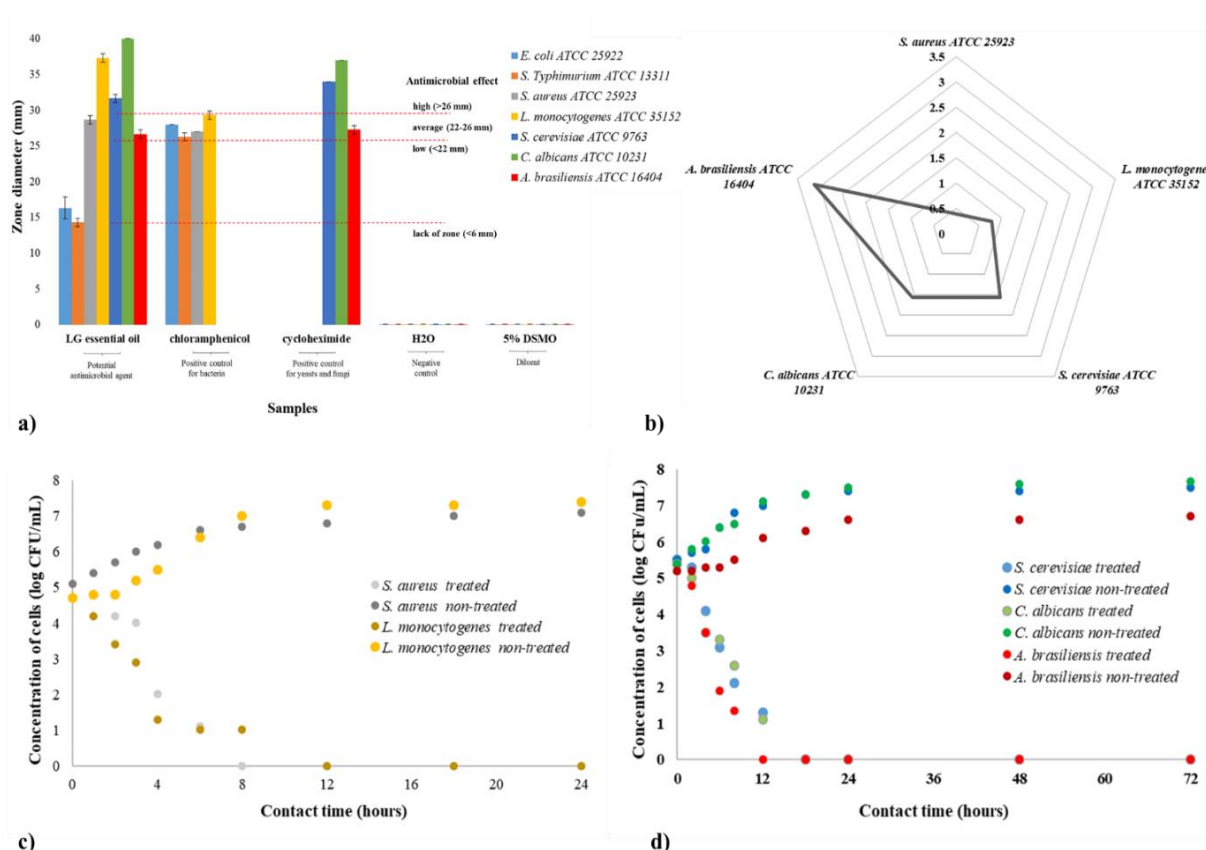 a)
Zone diameter (mm)
40
35
30
25
20
15
10
5
0
E. coli ATCC 25922
S. Typhimurium ATCC 13311
S. aureus ATCC 25923
L. monocytogenes ATCC 35152
S. cerevisiae ATCC 9763
C. albicans ATCC 10231
A. brasiliensis ATCC 16404
Antimicrobial effect
high (>26 mm)
average (22-26 mm)
low (<22 mm)
lack of zone (<6 mm)
LG essential oil
chloramphenicol
cycloheximide
H2O
5% DSMO
Potential
antimicrobial agent
Positive control
for bacteria
Positive control
for yeasts and fungi
Negative
control
Diluent
Samples
b)
S. aureus ATCC 25923
3.5
3
2.5
2
1.5
1
0.5
0
L. monocytogene
ATCC 35152
S. cerevisiae ATCC
9763
C. albicans ATCC
10231
A. brasiliensis ATCC
16404
c)
Concentration of cells (log CFU/mL)
8
7
6
5
4
3
2
1
0
0 4 8 12 16 20 24
Contact time (hours)
S. aureus treated
S. aureus non-treated
L. monocytogenes treated
L. monocytogenes non-treated
d)
Concentration of cells (log CFu/mL)
8
7
6
5
4
3
2
1
0
0 12 24 36 48 60 72
Contact time (hours)
S. cerevisiae treated
S. cerevisiae non-treated
C. albicans treated
C. albicans non-treated
A. brasiliensis treated
A. brasiliensis non-treated